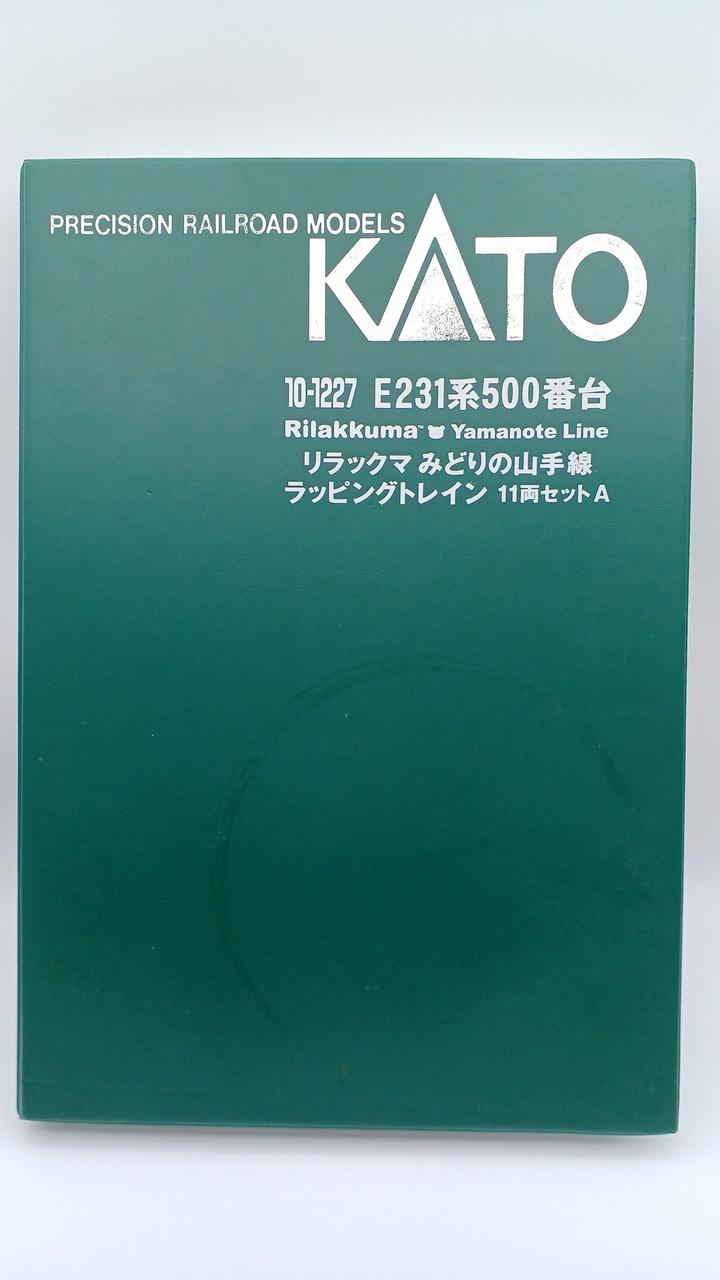 PRECISION RAILROAD MODELS
KATO
10-1227 E231系500番台
Rilakkuma™ Yamanote Line
リラックマ みどりの山手線
ラッピングトレイン 11両セットA